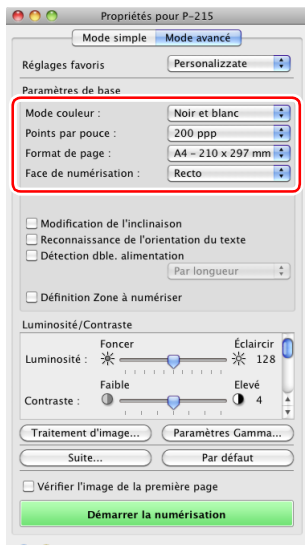 Propriétés pour P-215
Mode simple Mode avancé
Réglages favoris Personalizzate
Paramètres de base
Mode couleur : Noir et blanc
Points par pouce : 200 ppp
Format de page : A4 – 210 x 297 mm
Face de numérisation : Recto
Modification de l'inclinaison
Reconnaissance de l'orientation du texte
Détection dble. alimentation
Par longueur
Définition Zone à numériser
Luminosité/Contraste
Foncer Éclaircir
Luminosité : 128
Faible Elevé
Contraste : 4
Traitement d'image... Paramètres Gamma...
Suite... Par défaut
Vérifier l'image de la première page
Démarrer la numérisation